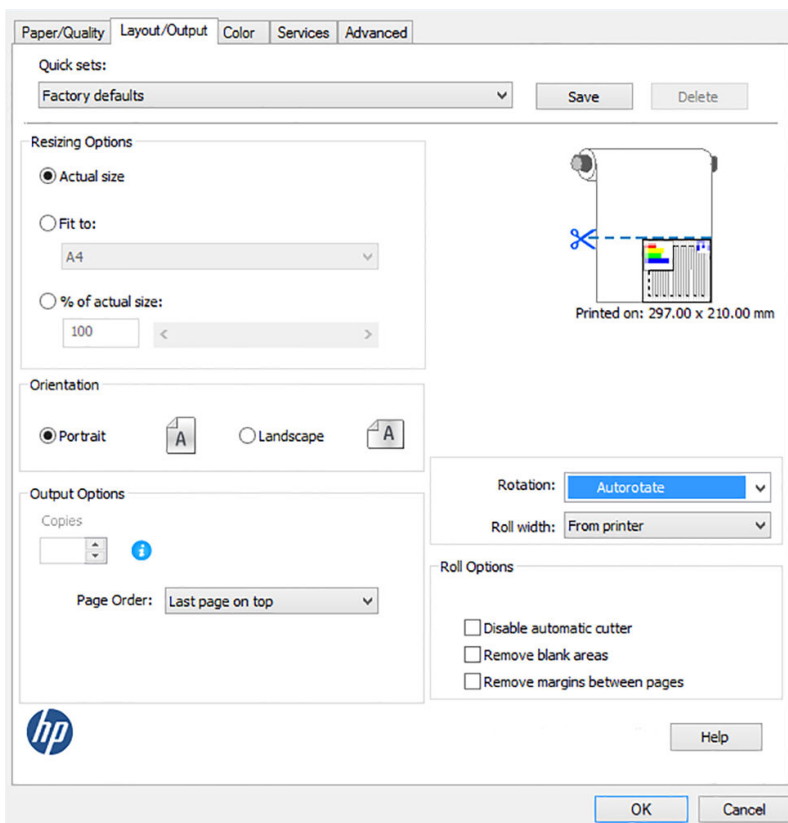 Paper/Quality Layout/Output Color Services Advanced
Quick sets:
Factory defaults Save Delete
Resizing Options
Actual size
Fit to:
A4
% of actual size:
100
Printed on: 297.00 x 210.00 mm
Orientation
Portrait A Landscape A
Rotation: Autorotate
Roll width: From printer
Output Options
Copies
i
Page Order: Last page on top
Roll Options
Disable automatic cutter
Remove blank areas
Remove margins between pages
hp
Help
OK Cancel